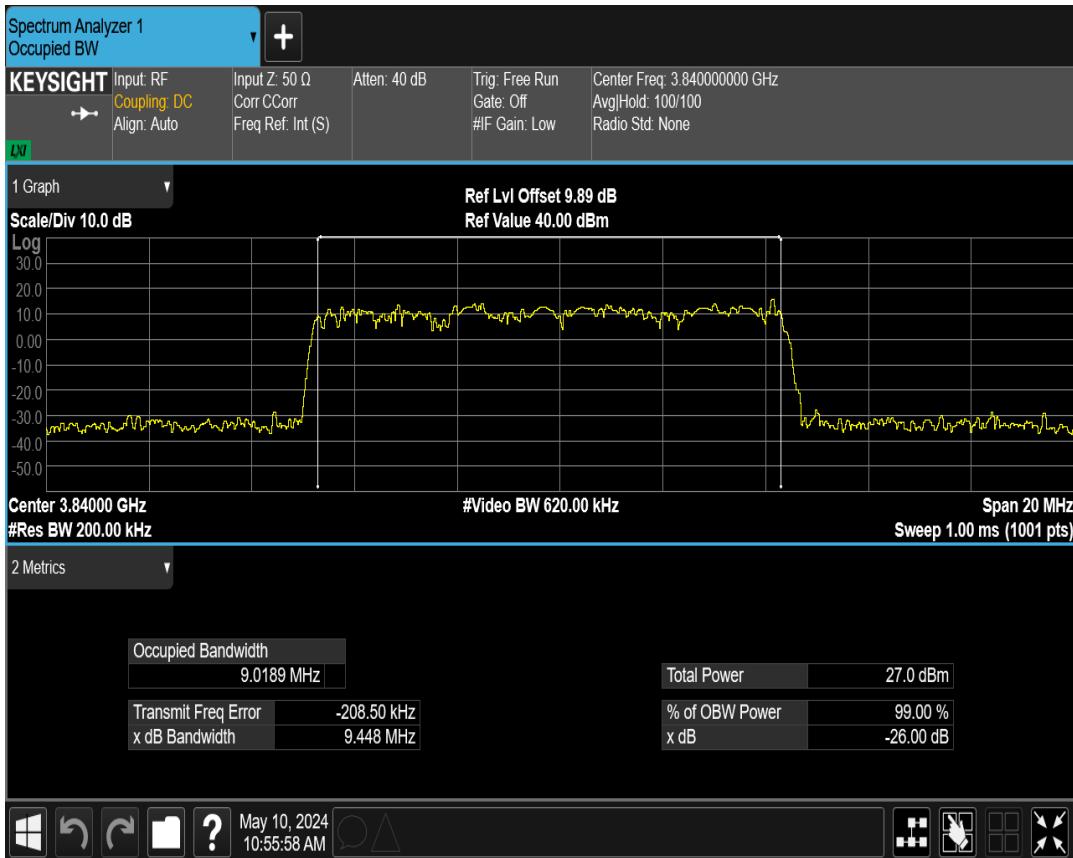 Spectrum Analyzer 1
Occupied BW
KEYSIGHT
LXI
Input: RF
Coupling: DC
Align: Auto
Input Z: 50 Ω
Corr CCorr
Freq Ref: Int (S)
Atten: 40 dB
Trig: Free Run
Gate: Off
#IF Gain: Low
Center Freq: 3.840000000 GHz
Avg|Hold: 100/100
Radio Std: None
1 Graph
Scale/Div 10.0 dB
Ref Lvl Offset 9.89 dB
Ref Value 40.00 dBm
Log
30.0
20.0
10.0
0.00
-10.0
-20.0
-30.0
-40.0
-50.0
Center 3.84000 GHz
#Video BW 620.00 kHz
Span 20 MHz
#Res BW 200.00 kHz
Sweep 1.00 ms (1001 pts)
2 Metrics
Occupied Bandwidth
9.0189 MHz
Transmit Freq Error -208.50 kHz
x dB Bandwidth 9.448 MHz
Total Power 27.0 dBm
% of OBW Power 99.00 %
x dB -26.00 dB
?
May 10, 2024
10:55:58 AM